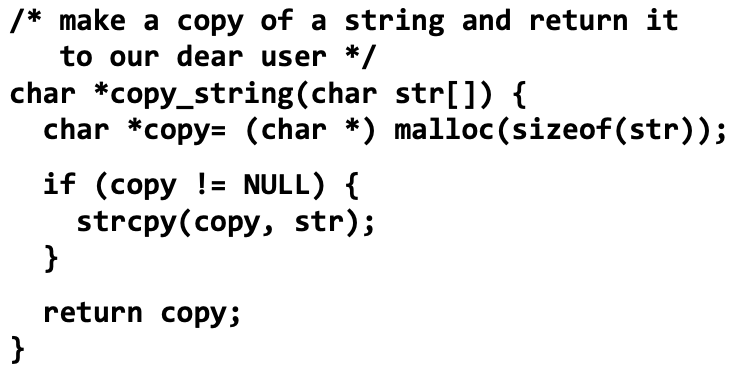 /* make a copy of a string and return it
   to our dear user */
char *copy_string(char str[]) {
  char *copy= (char *) malloc(sizeof(str));
  if (copy != NULL) {
    strcpy(copy, str);
  }
  return copy;
}